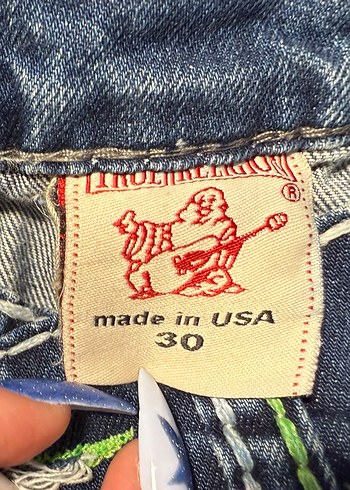 TRUE RELIGION
®
made in USA
30